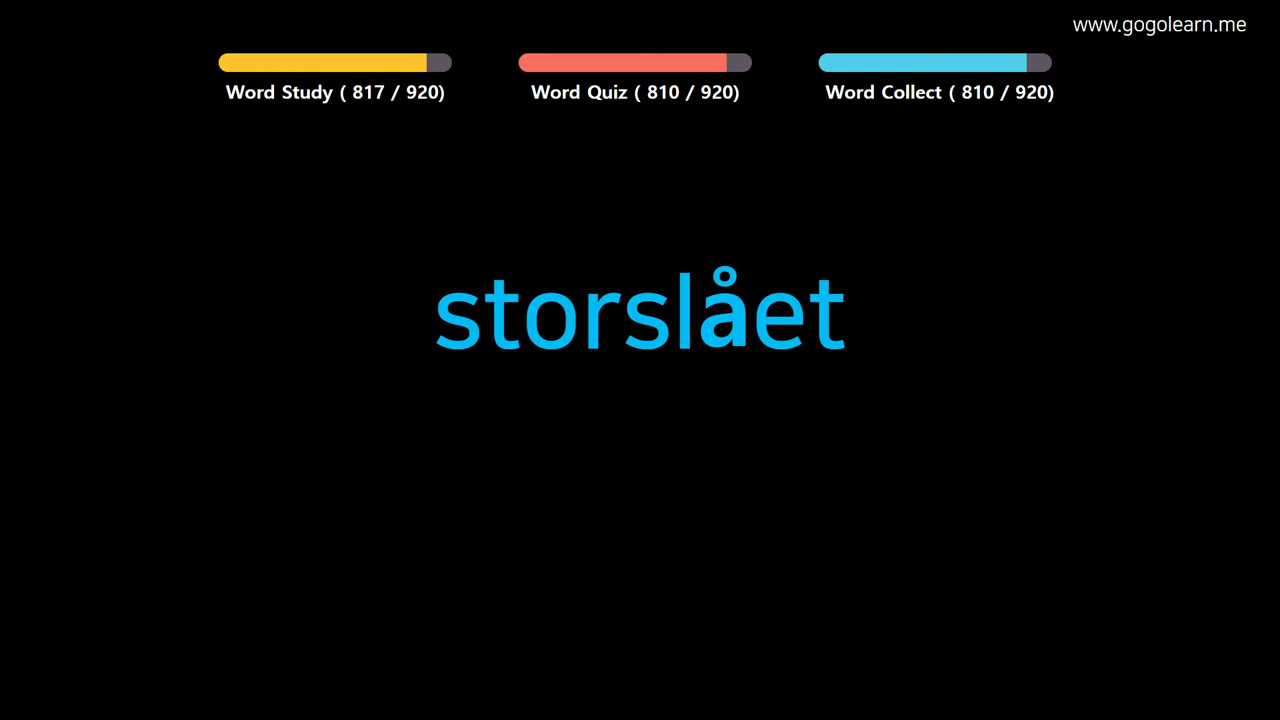 www.gogolearn.me
Word Study ( 817 / 920)
Word Quiz ( 810 / 920)
Word Collect ( 810 / 920)
storslået